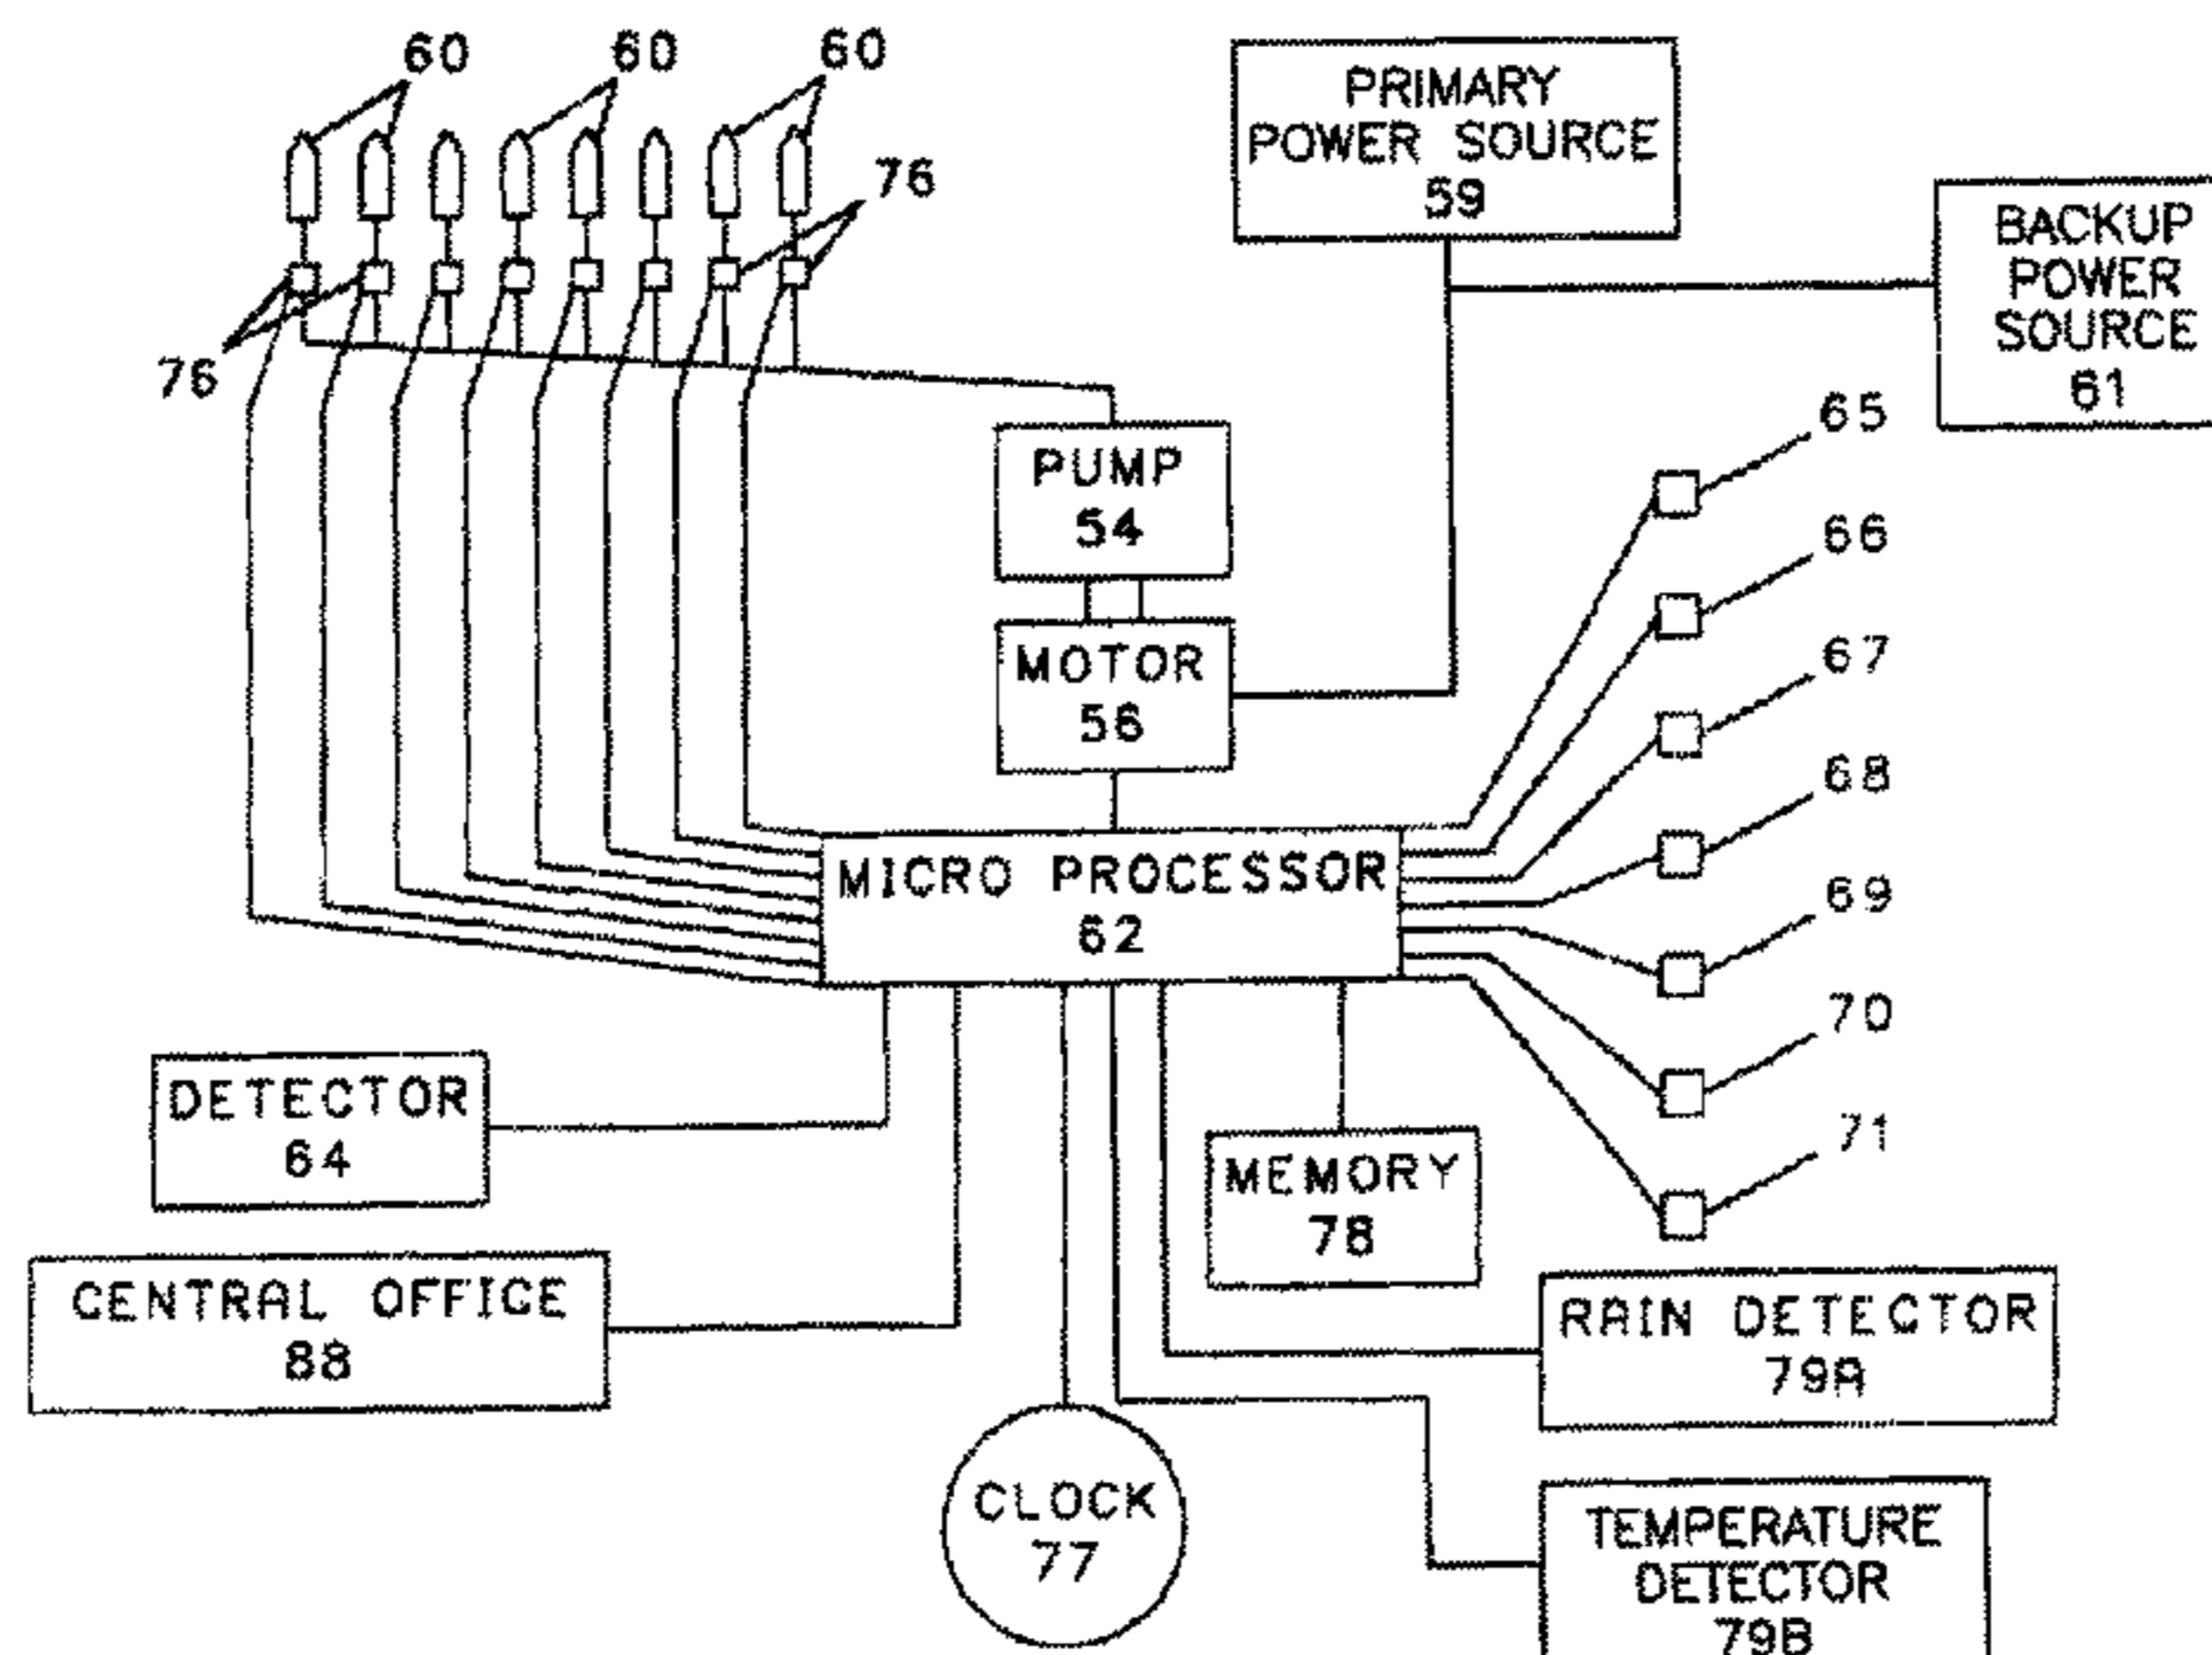 60 60 60
76
76
PRIMARY
POWER SOURCE
59
BACKUP
POWER
SOURCE
61
PUMP
54
MOTOR
56
65
66
67
68
69
70
71
MICRO PROCESSOR
62
DETECTOR
64
CENTRAL OFFICE
88
MEMORY
78
RAIN DETECTOR
79A
CLOCK
77
TEMPERATURE
DETECTOR
79B